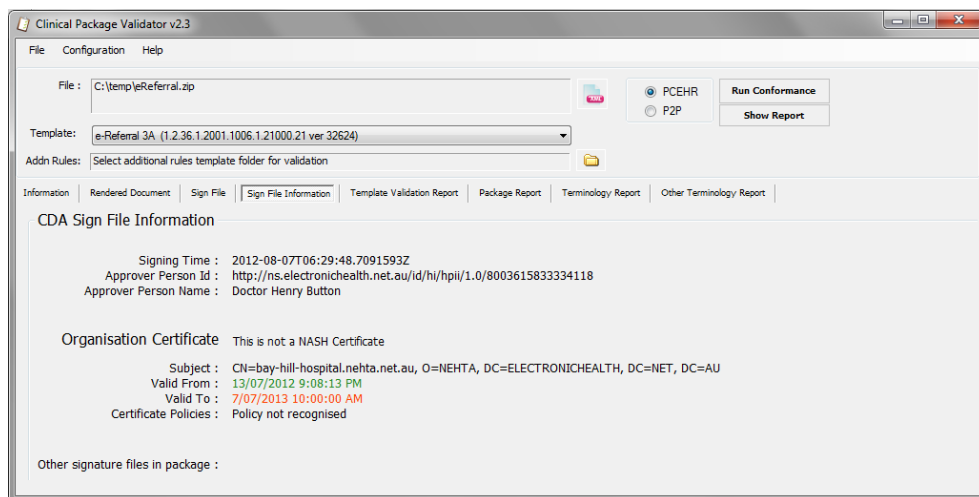 Clinical Package Validator v2.3
File Configuration Help
File : C:\temp\eReferral.zip
XML
PCEHR
P2P
Run Conformance
Show Report
Template: e-Referral 3A (1.2.36.1.2001.1006.1.21000.21 ver 32624)
Addn Rules: Select additional rules template folder for validation
Information Rendered Document Sign File Sign File Information Template Validation Report Package Report Terminology Report Other Terminology Report
CDA Sign File Information
Signing Time : 2012-08-07T06:29:48.7091593Z
Approver Person Id : http://ns.electronichealth.net.au/id/hi/hpii/1.0/8003615833334118
Approver Person Name : Doctor Henry Button
Organisation Certificate This is not a NASH Certificate
Subject : CN=bay-hill-hospital.nehta.net.au, O=NEHTA, DC=ELECTRONICHEALTH, DC=NET, DC=AU
Valid From : 13/07/2012 9:08:13 PM
Valid To : 7/07/2013 10:00:00 AM
Certificate Policies : Policy not recognised
Other signature files in package :